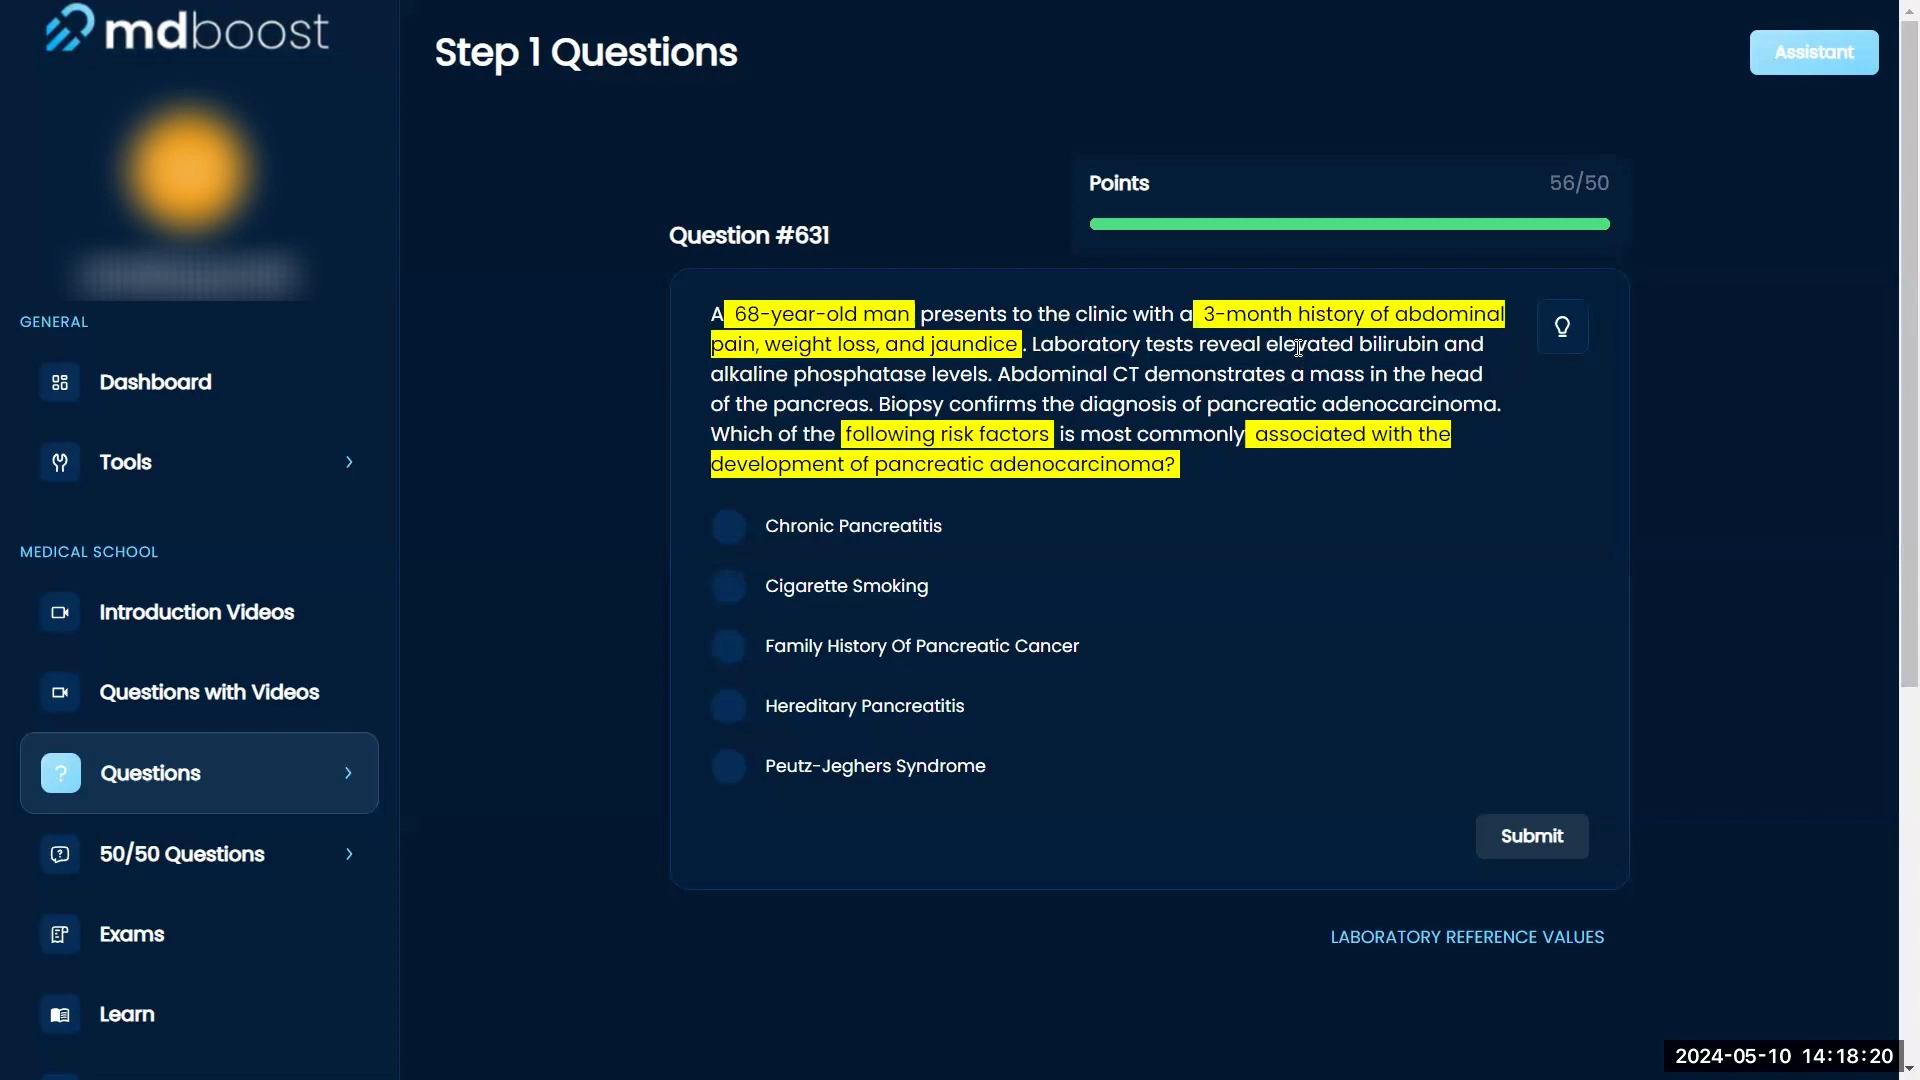 mdboost
Step 1 Questions
Assistant
Points
56/50
Question #631
A 68-year-old man presents to the clinic with a 3-month history of abdominal
pain, weight loss, and jaundice . Laboratory tests reveal elevated bilirubin and
alkaline phosphatase levels. Abdominal CT demonstrates a mass in the head
of the pancreas. Biopsy confirms the diagnosis of pancreatic adenocarcinoma.
Which of the following risk factors is most commonly associated with the
development of pancreatic adenocarcinoma?
Chronic Pancreatitis
Cigarette Smoking
Family History Of Pancreatic Cancer
Hereditary Pancreatitis
Peutz-Jeghers Syndrome
Submit
LABORATORY REFERENCE VALUES
GENERAL
Dashboard
Tools
MEDICAL SCHOOL
Introduction Videos
Questions with Videos
? Questions
50/50 Questions
Exams
Learn
2024-05-10 14:18:20